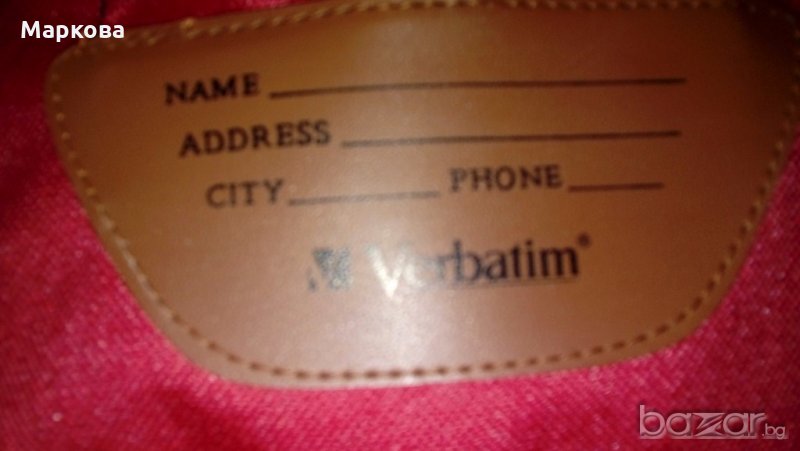 Маркова
NAME
ADDRESS
CITY PHONE
Verbatim®
bazar.bg